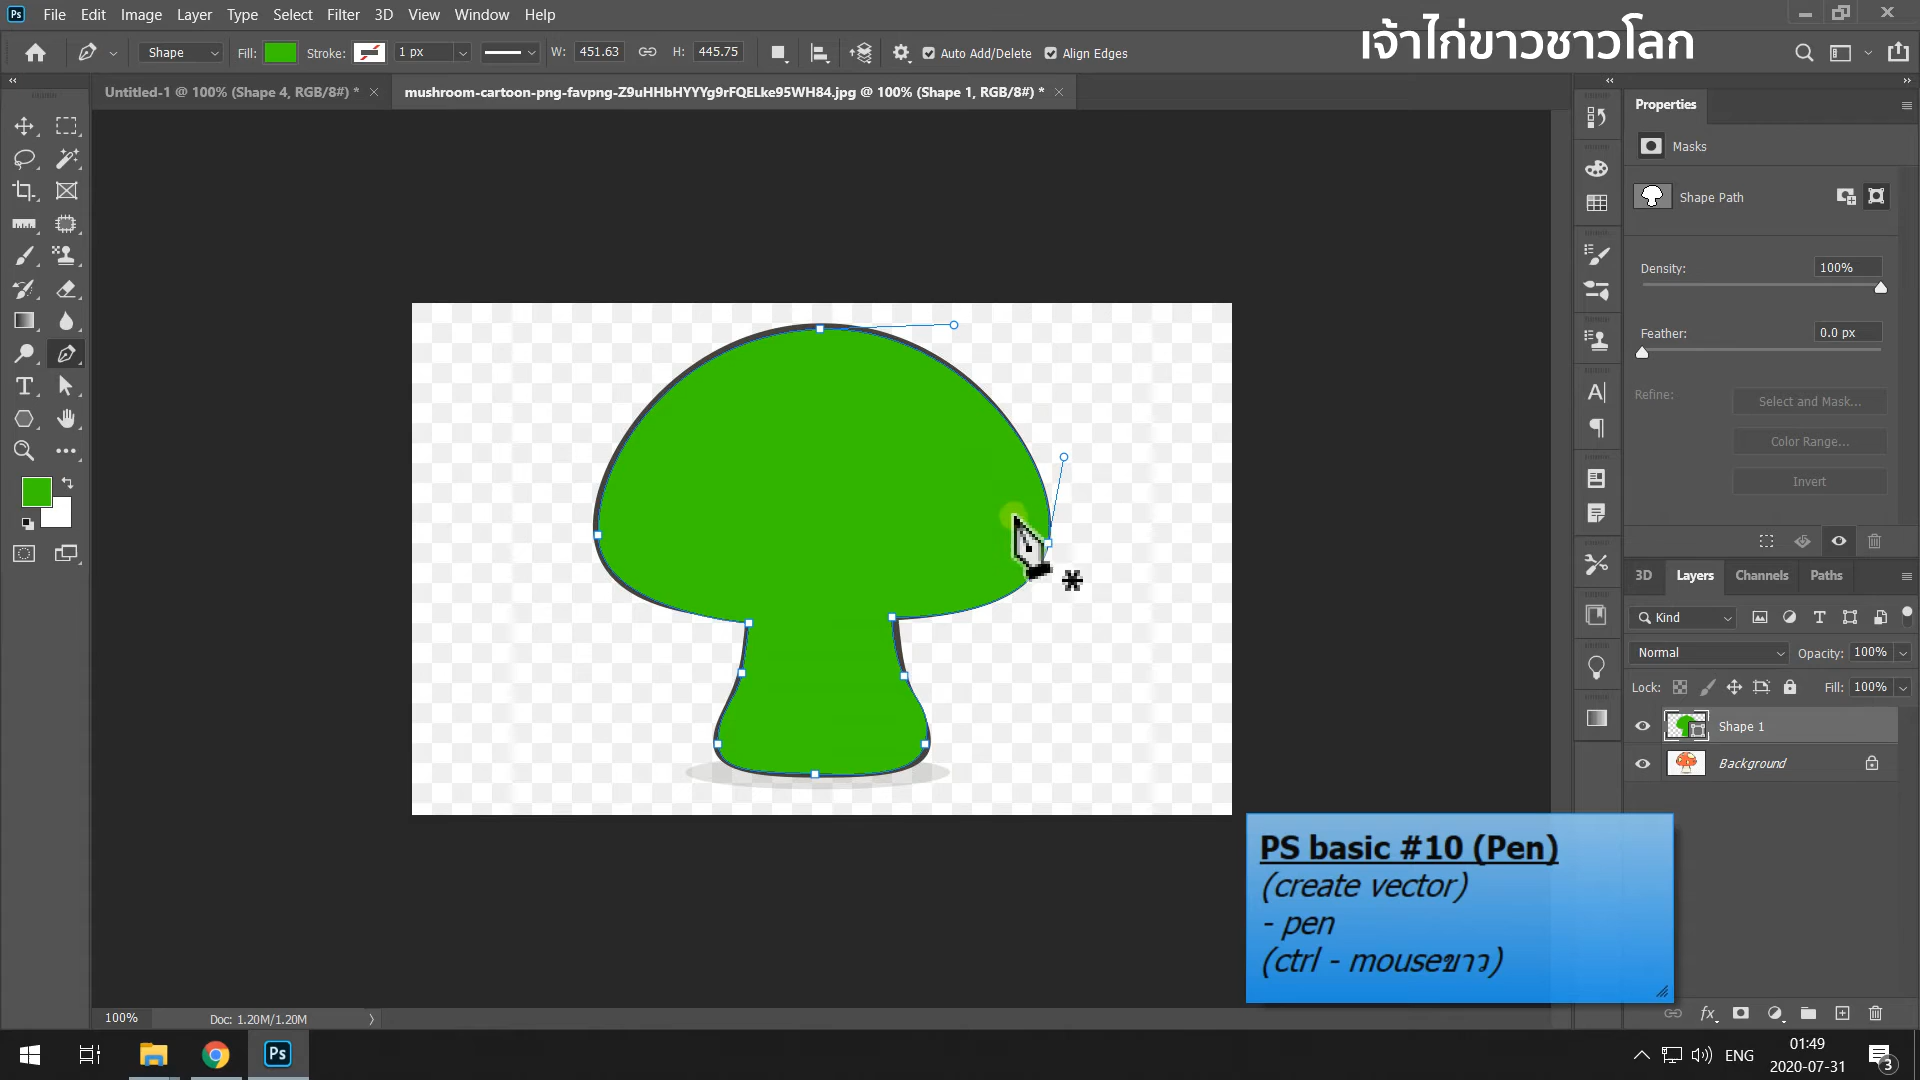 Ps File Edit Image Layer Type Select Filter 3D View Window Help
เจ้าไก่ขาวชาวโลก
Shape Fill: Stroke: 1 px W: 451.63 H: 445.75 Auto Add/Delete Align Edges
Untitled-1 @ 100% (Shape 4, RGB/8#) *
mushroom-cartoon-png-favpng-Z9uHHbHYYYg9rFQELke95WH84.jpg @ 100% (Shape 1, RGB/8#) *
Properties
Masks
Shape Path
Density: 100%
Feather: 0.0 px
Refine: Select and Mask...
Color Range...
Invert
3D Layers Channels Paths
Kind
Normal Opacity: 100%
Lock: Fill: 100%
Shape 1
Background
PS basic #10 (Pen)
(create vector)
- pen
(ctrl - mouseขาว)
100% Doc: 1.20M/1.20M
fx
Ps
ENG
01:49
2020-07-31
3